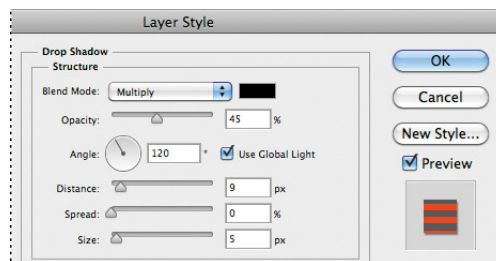 Layer Style
Drop Shadow
Structure
Blend Mode: Multiply
Opacity: 45 %
Angle: 120 ° Use Global Light
Distance: 9 px
Spread: 0 %
Size: 5 px
OK
Cancel
New Style...
Preview